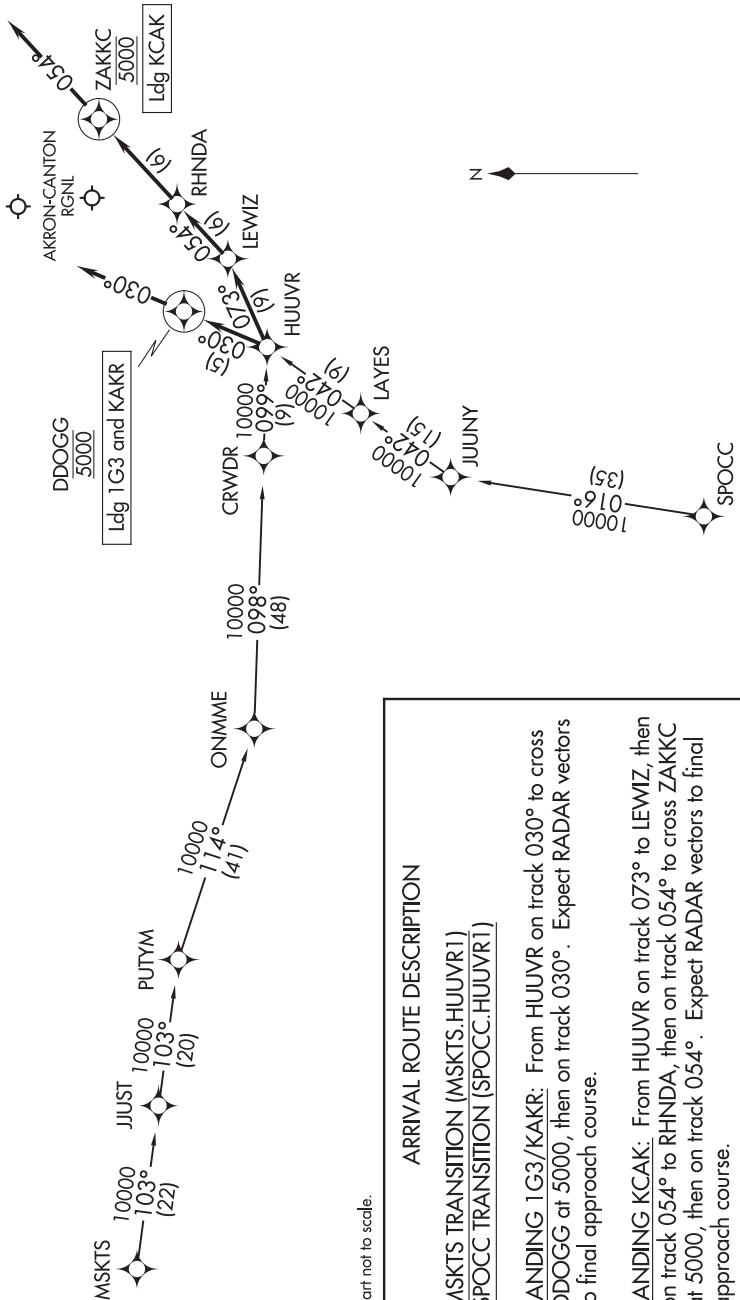 ZAKKC
5000
Ldg KCAK
054°
(9)
RHNDA
054°
(6)
LEWIZ
073°
(9)
HUUVR
AKRON-CANTON
RGNL
030°
DDOGG
5000
Ldg 1G3 and KAKR
030°
(5)
N
MSKTS
10000
103°
(22)
JJUST
10000
103°
(20)
PUTYM
10000
114°
(41)
ONMME
10000
098°
(48)
CRWDR
10000
099°
(9)
10000
042°
(9)
LAYES
10000
042°
(15)
JUUNY
10000
016°
(35)
SPOCC
art not to scale.
ARRIVAL ROUTE DESCRIPTION
MSKTS TRANSITION (MSKTS.HUUVR1)
SPOCC TRANSITION (SPOCC.HUUVR1)
ANDING 1G3/KAKR: From HUUVR on track 030° to cross
DDOGG at 5000, then on track 030°. Expect RADAR vectors
o final approach course.
ANDING KCAK: From HUUVR on track 073° to LEWIZ, then
on track 054° to RHNDA, then on track 054° to cross ZAKKC
at 5000, then on track 054°. Expect RADAR vectors to final
approach course.